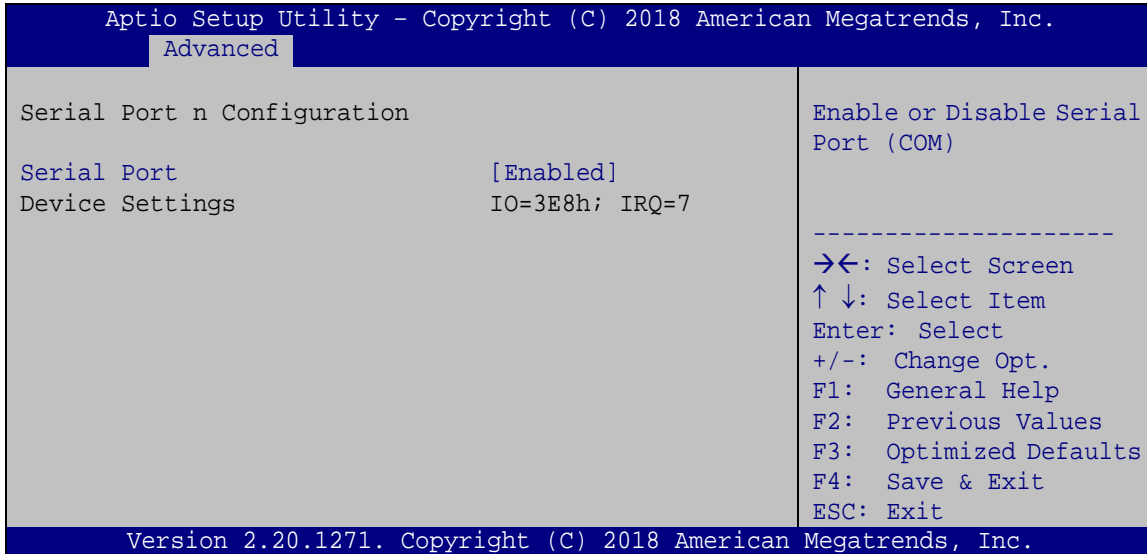 Aptio Setup Utility – Copyright (C) 2018 American Megatrends, Inc.
Advanced
Serial Port n Configuration
Serial Port [Enabled]
Device Settings IO=3E8h; IRQ=7
Enable or Disable Serial
Port (COM)
---------------------
→←: Select Screen
↑ ↓: Select Item
Enter: Select
+/-: Change Opt.
F1: General Help
F2: Previous Values
F3: Optimized Defaults
F4: Save & Exit
ESC: Exit
Version 2.20.1271. Copyright (C) 2018 American Megatrends, Inc.